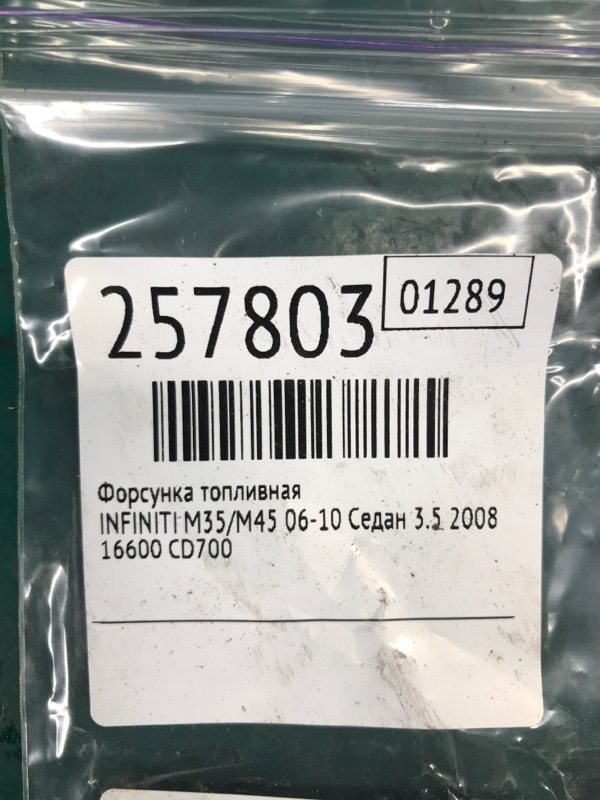 257803
01289
Форсунка топливная
INFINITI M35/M45 06-10 Седан 3.5 2008
16600 CD700